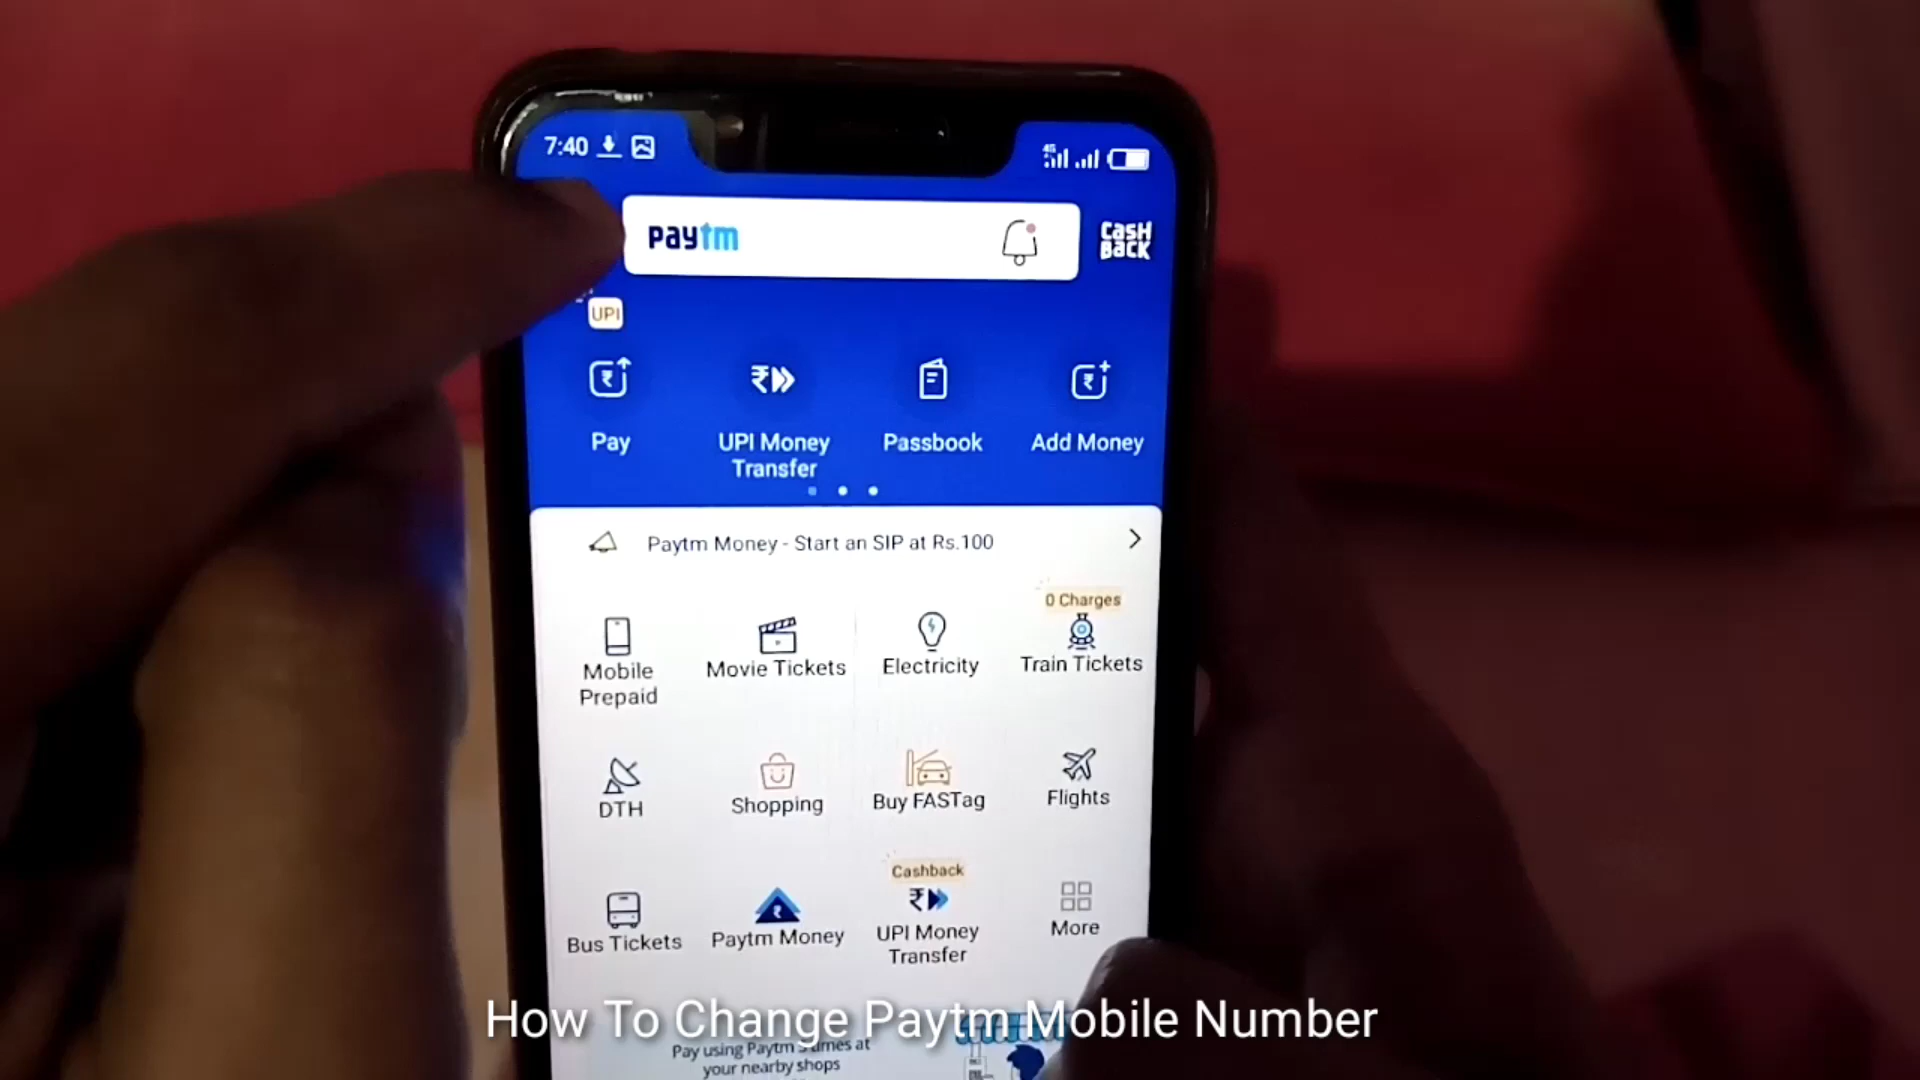 7:40
4G
paytm
CASH
BACK
UPI
Pay
UPI Money
Transfer
Passbook
Add Money
Paytm Money - Start an SIP at Rs.100
0 Charges
Mobile
Prepaid
Movie Tickets
Electricity
Train Tickets
DTH
Shopping
Buy FASTag
Flights
Cashback
Bus Tickets
Paytm Money
UPI Money
Transfer
More
How To Change Paytm Mobile Number
Pay using Paytm 3 times at
your nearby shops